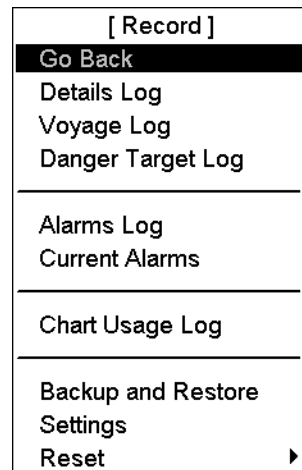 [ Record ]
Go Back
Details Log
Voyage Log
Danger Target Log
Alarms Log
Current Alarms
Chart Usage Log
Backup and Restore
Settings
Reset